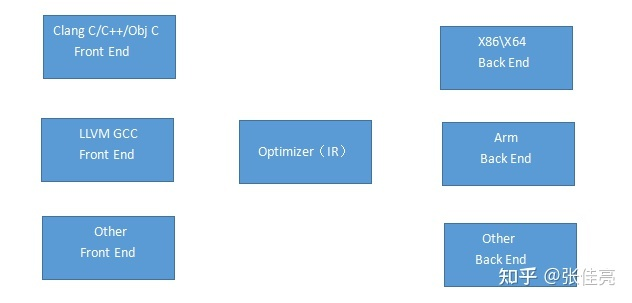 Clang C/C++/Obj C
Front End
LLVM GCC
Front End
Other
Front End
Optimizer（IR）
X86\X64
Back End
Arm
Back End
Other
Back End
知乎 @张佳亮